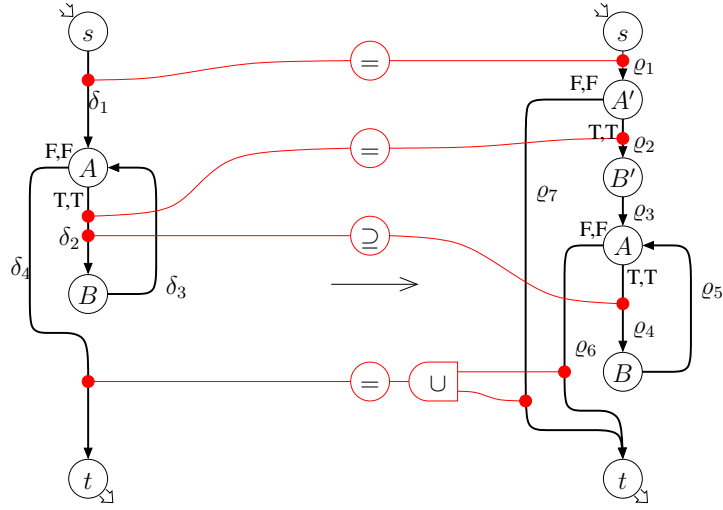 s
s
=
ϱ1
δ1
F,F
A′
T,T
ϱ2
=
F,F
A
T,T
B′
ϱ7
ϱ3
δ2
⊇
F,F
A
δ4
T,T
B
δ3
ϱ5
ϱ4
ϱ6
B
=
∪
t
t